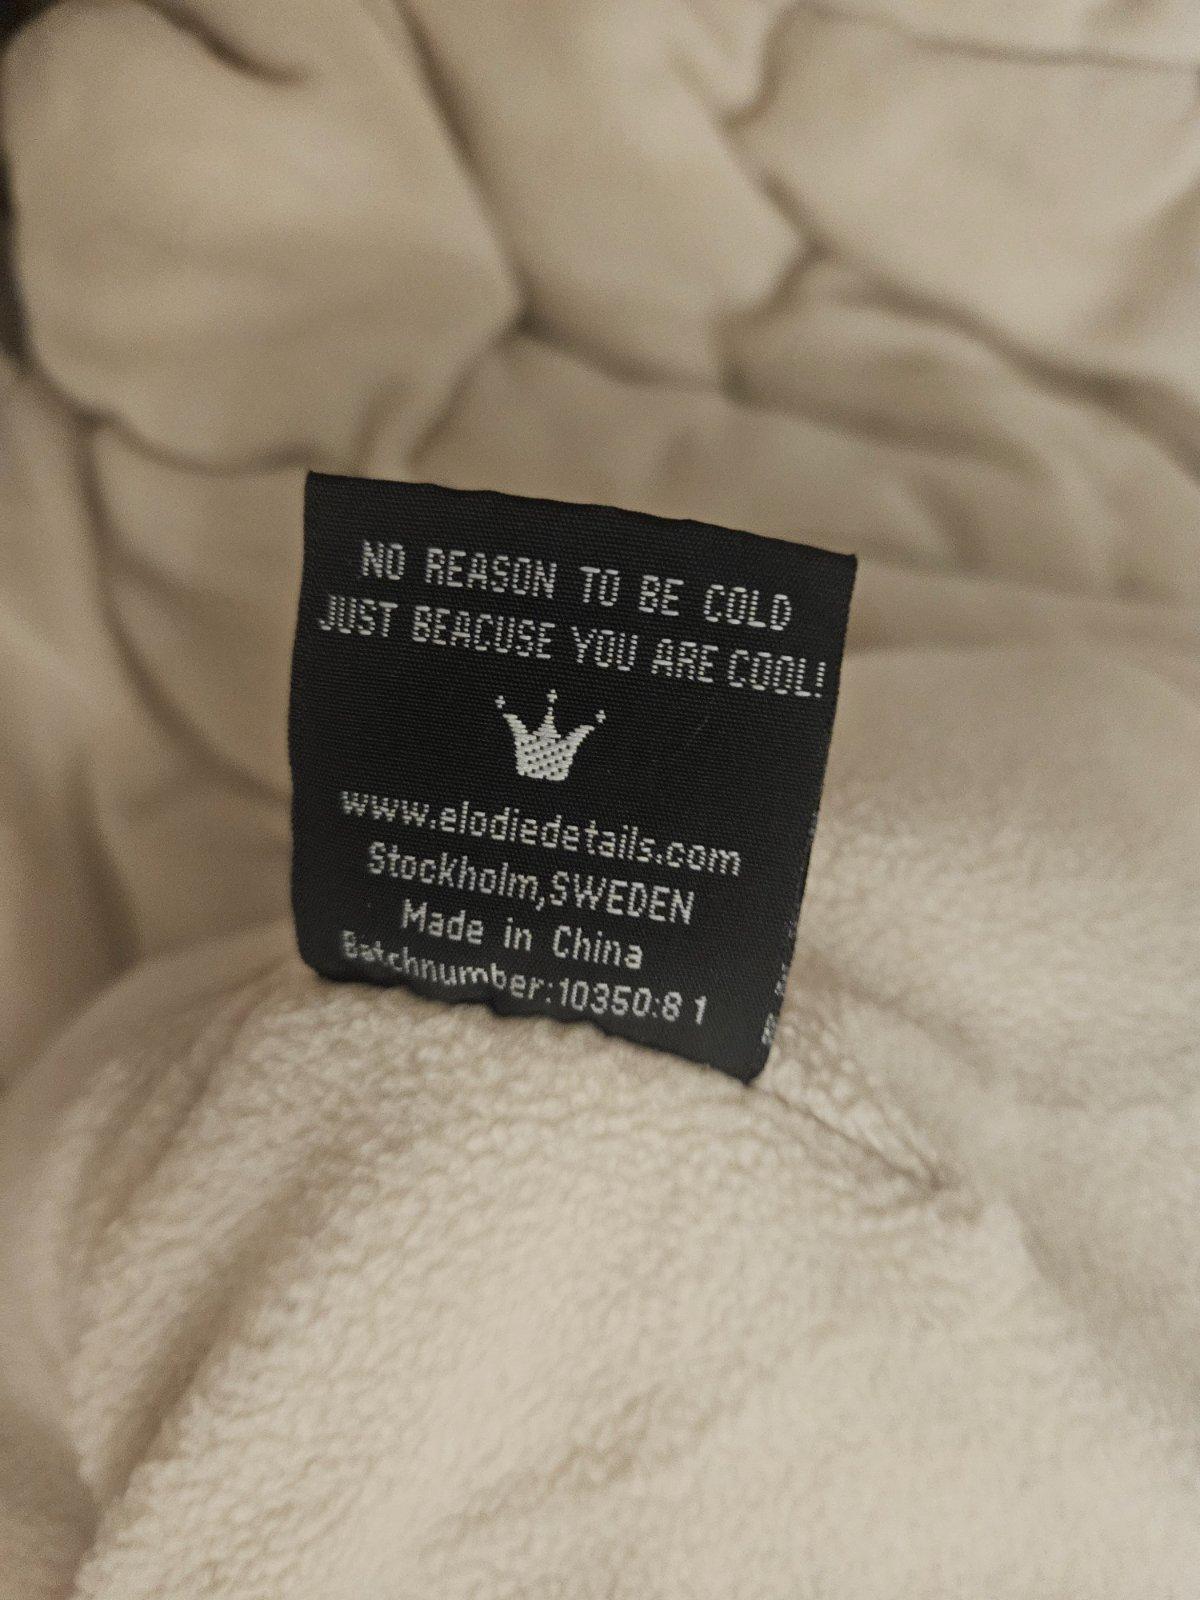 NO REASON TO BE COLD
JUST BEACUSE YOU ARE COOL!
www.elodiedetails.com
Stockholm,SWEDEN
Made in China
Batchnumber:10350:8 1